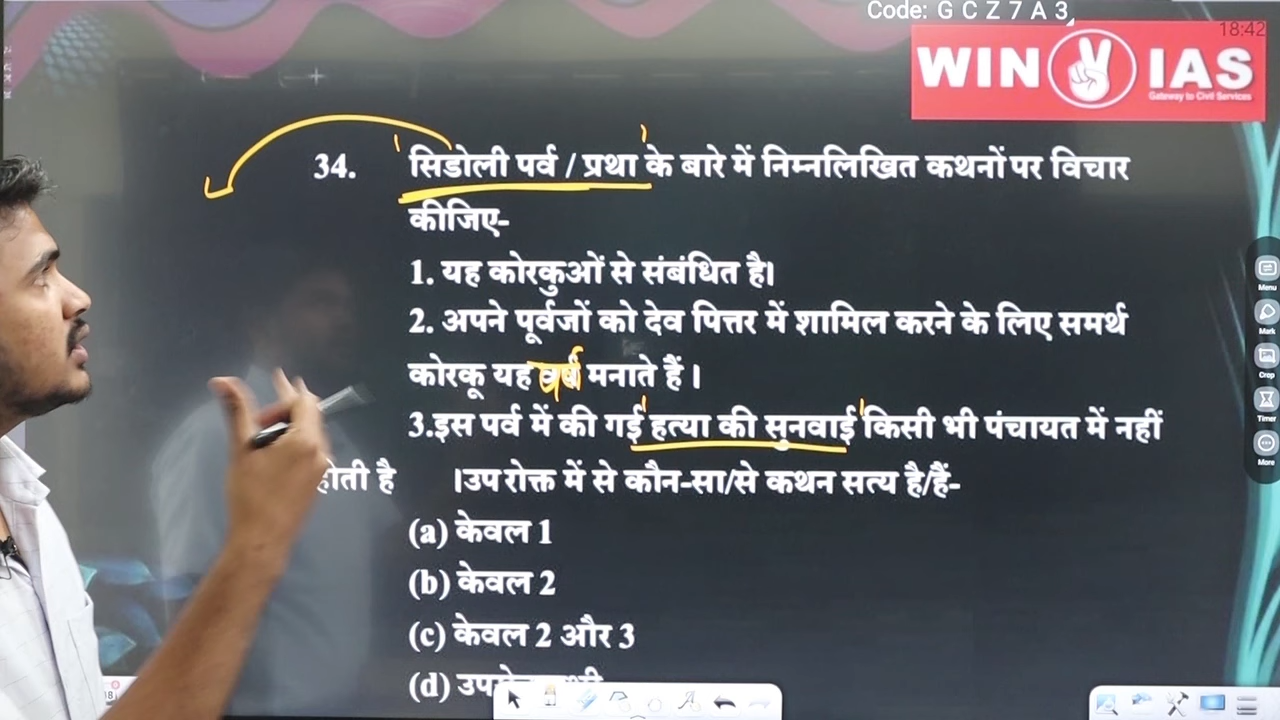 Code: G C Z 7 A 3
18:42
WIN IAS
Gateway to Civil Services
34. सिडोली पर्व / प्रथा के बारे में निम्नलिखित कथनों पर विचार
कीजिए-
1. यह कोरकुओं से संबंधित है।
2. अपने पूर्वजों को देव पित्तर में शामिल करने के लिए समर्थ
कोरकू यह पर्व मनाते हैं ।
3.इस पर्व में की गई हत्या की सुनवाई किसी भी पंचायत में नहीं
होती है ।उपरोक्त में से कौन-सा/से कथन सत्य है/हैं-
(a) केवल 1
(b) केवल 2
(c) केवल 2 और 3
(d)
Menu
Mark
Crop
Timer
More